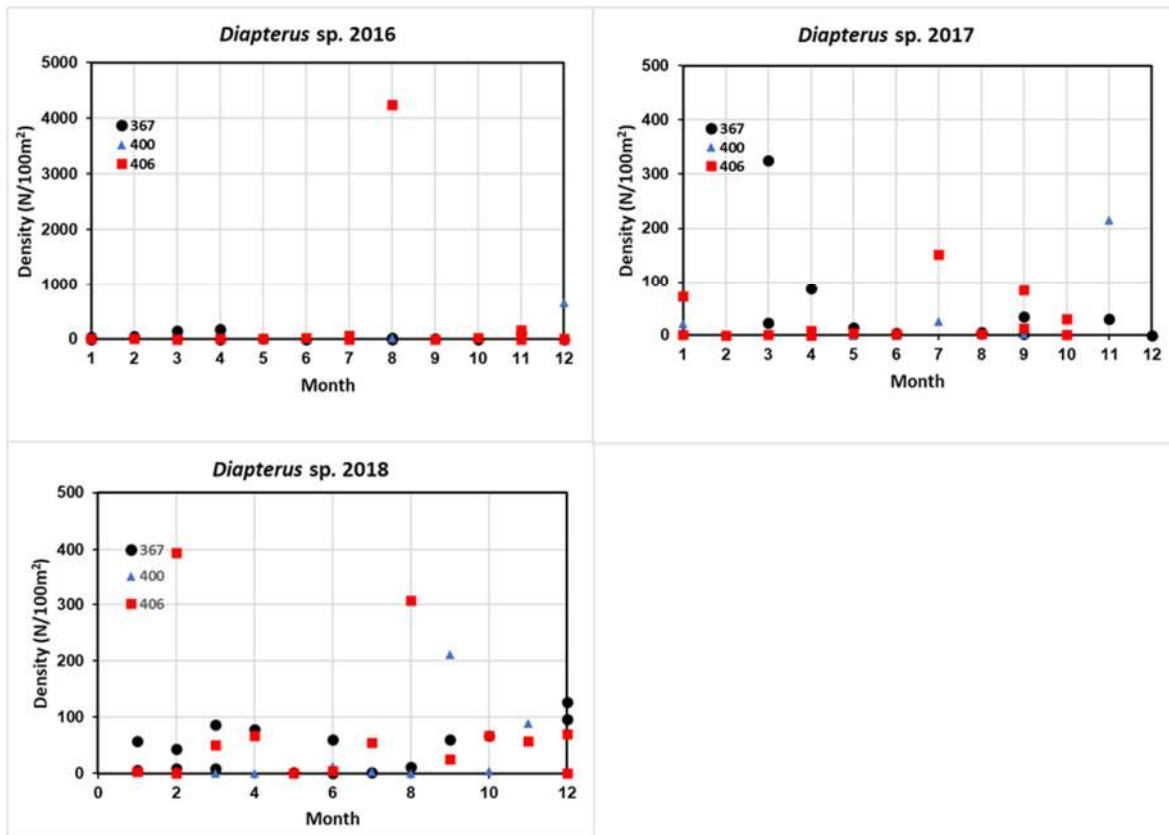 Diapterus sp. 2016
5000
4000
3000
2000
1000
0
Density (N/100m²)
367
400
406
1 2 3 4 5 6 7 8 9 10 11 12
Month
Diapterus sp. 2017
500
400
300
200
100
0
Density (N/100m²)
367
400
406
1 2 3 4 5 6 7 8 9 10 11 12
Month
Diapterus sp. 2018
500
400
300
200
100
0
Density (N/100m²)
367
400
406
0 2 4 6 8 10 12
Month